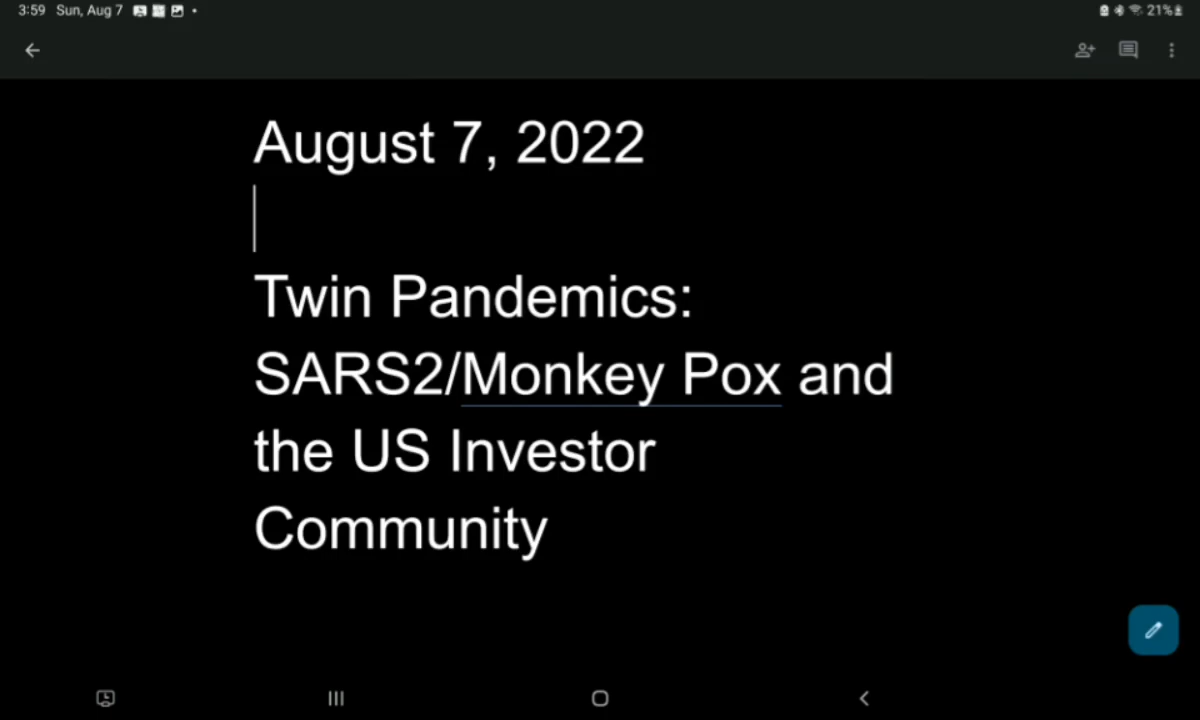 3:59 Sun, Aug 7 21%
August 7, 2022
Twin Pandemics:
SARS2/Monkey Pox and
the US Investor
Community